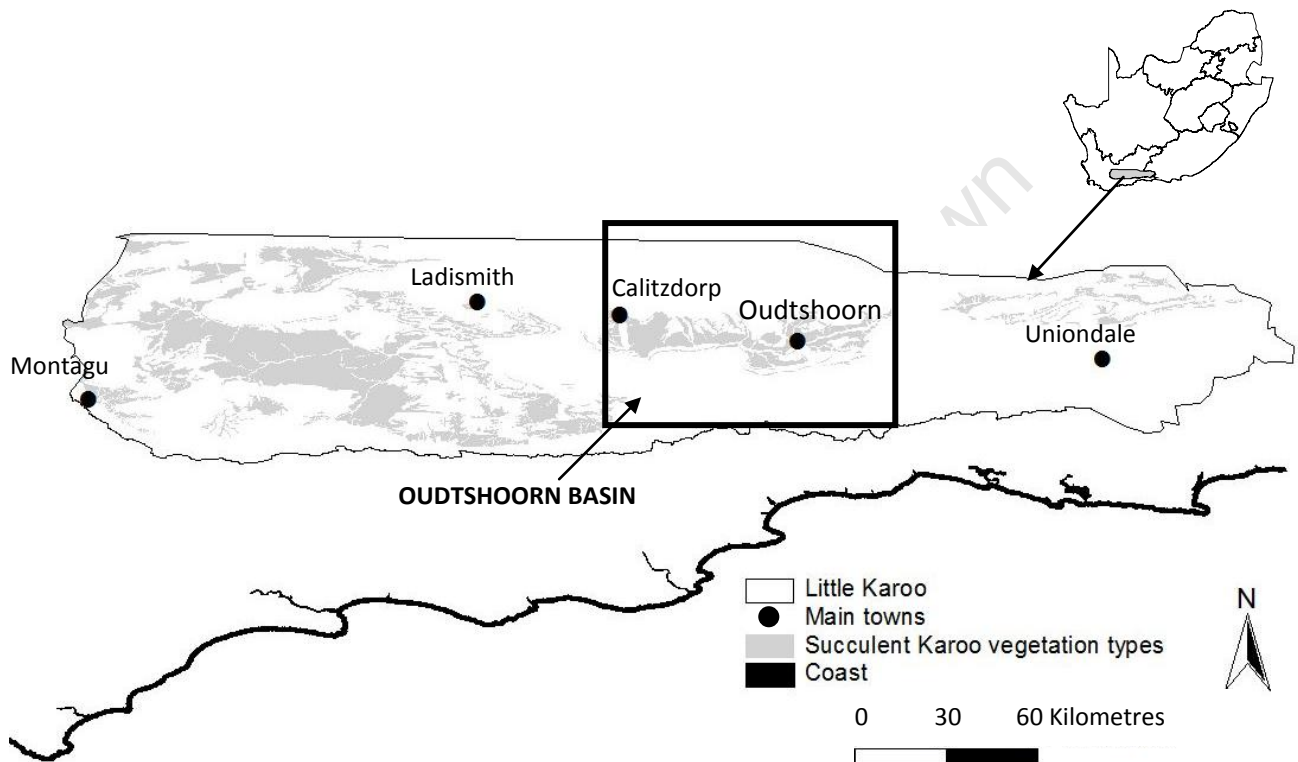 wn
Ladismith
Calitzdorp
Oudtshoorn
Uniondale
Montagu
OUDTSHOORN BASIN
Little Karoo
Main towns
Succulent Karoo vegetation types
Coast
N
0 30 60 Kilometres